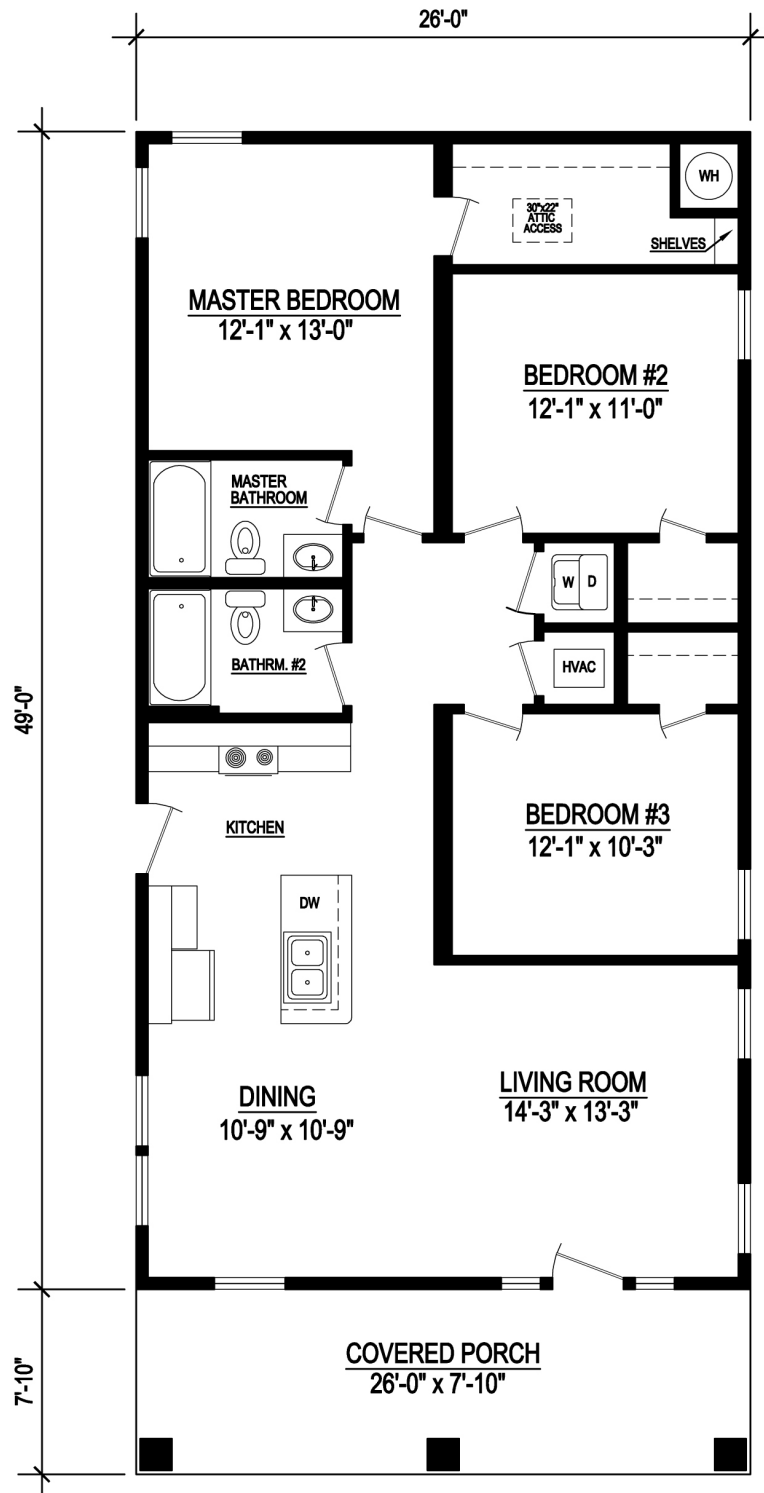 26'-0"
WH
30"x22"
ATTIC
ACCESS
SHELVES
MASTER BEDROOM
12'-1" x 13'-0"
BEDROOM #2
12'-1" x 11'-0"
MASTER
BATHROOM
W D
BATHRM. #2
HVAC
49'-0"
KITCHEN
BEDROOM #3
12'-1" x 10'-3"
DW
DINING
10'-9" x 10'-9"
LIVING ROOM
14'-3" x 13'-3"
7'-10"
COVERED PORCH
26'-0" x 7'-10"